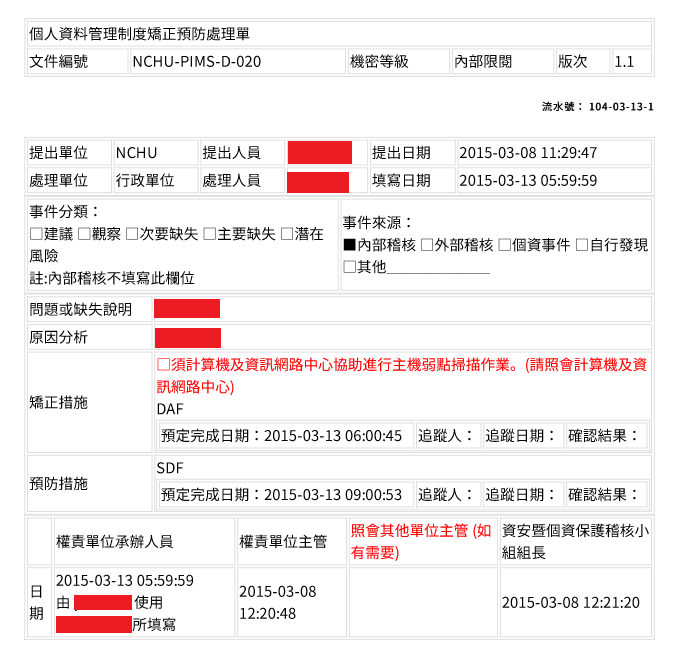 個人資料管理制度矯正預防處理單
文件編號 NCHU-PIMS-D-020 機密等級 內部限閱 版次 1.1
流水號： 104-03-13-1
提出單位 NCHU 提出人員 提出日期 2015-03-08 11:29:47
處理單位 行政單位 處理人員 填寫日期 2015-03-13 05:59:59
事件分類：
□建議 □觀察 □次要缺失 □主要缺失 □潛在
風險
註:內部稽核不填寫此欄位
事件來源：
■內部稽核 □外部稽核 □個資事件 □自行發現
□其他______________
問題或缺失說明
原因分析
矯正措施
□須計算機及資訊網路中心協助進行主機弱點掃描作業。(請照會計算機及資
訊網路中心)
DAF
預定完成日期：2015-03-13 06:00:45 追蹤人： 追蹤日期： 確認結果：
預防措施
SDF
預定完成日期：2015-03-13 09:00:53 追蹤人： 追蹤日期： 確認結果：
權責單位承辦人員 權責單位主管
照會其他單位主管 (如
有需要)
資安暨個資保護稽核小
組組長
日
期
2015-03-13 05:59:59
由 使用
所填寫
2015-03-08
12:20:48
2015-03-08 12:21:20